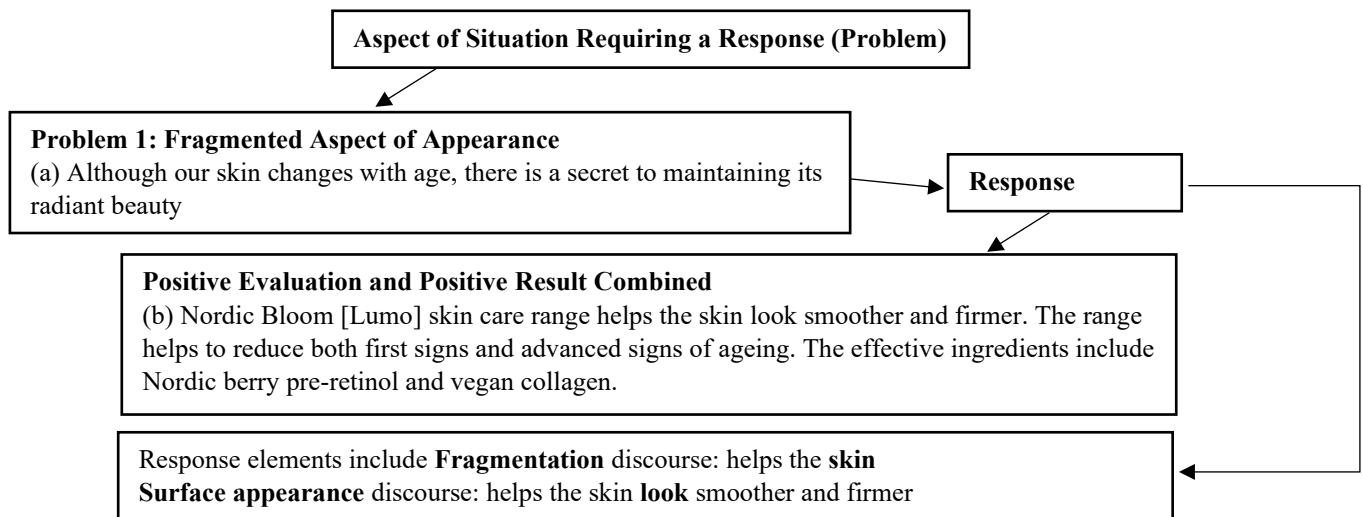 Aspect of Situation Requiring a Response (Problem)
Problem 1: Fragmented Aspect of Appearance
(a) Although our skin changes with age, there is a secret to maintaining its
radiant beauty
Response
Positive Evaluation and Positive Result Combined
(b) Nordic Bloom [Lumo] skin care range helps the skin look smoother and firmer. The range
helps to reduce both first signs and advanced signs of ageing. The effective ingredients include
Nordic berry pre-retinol and vegan collagen.
Response elements include Fragmentation discourse: helps the skin
Surface appearance discourse: helps the skin look smoother and firmer